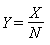 Y = X/N